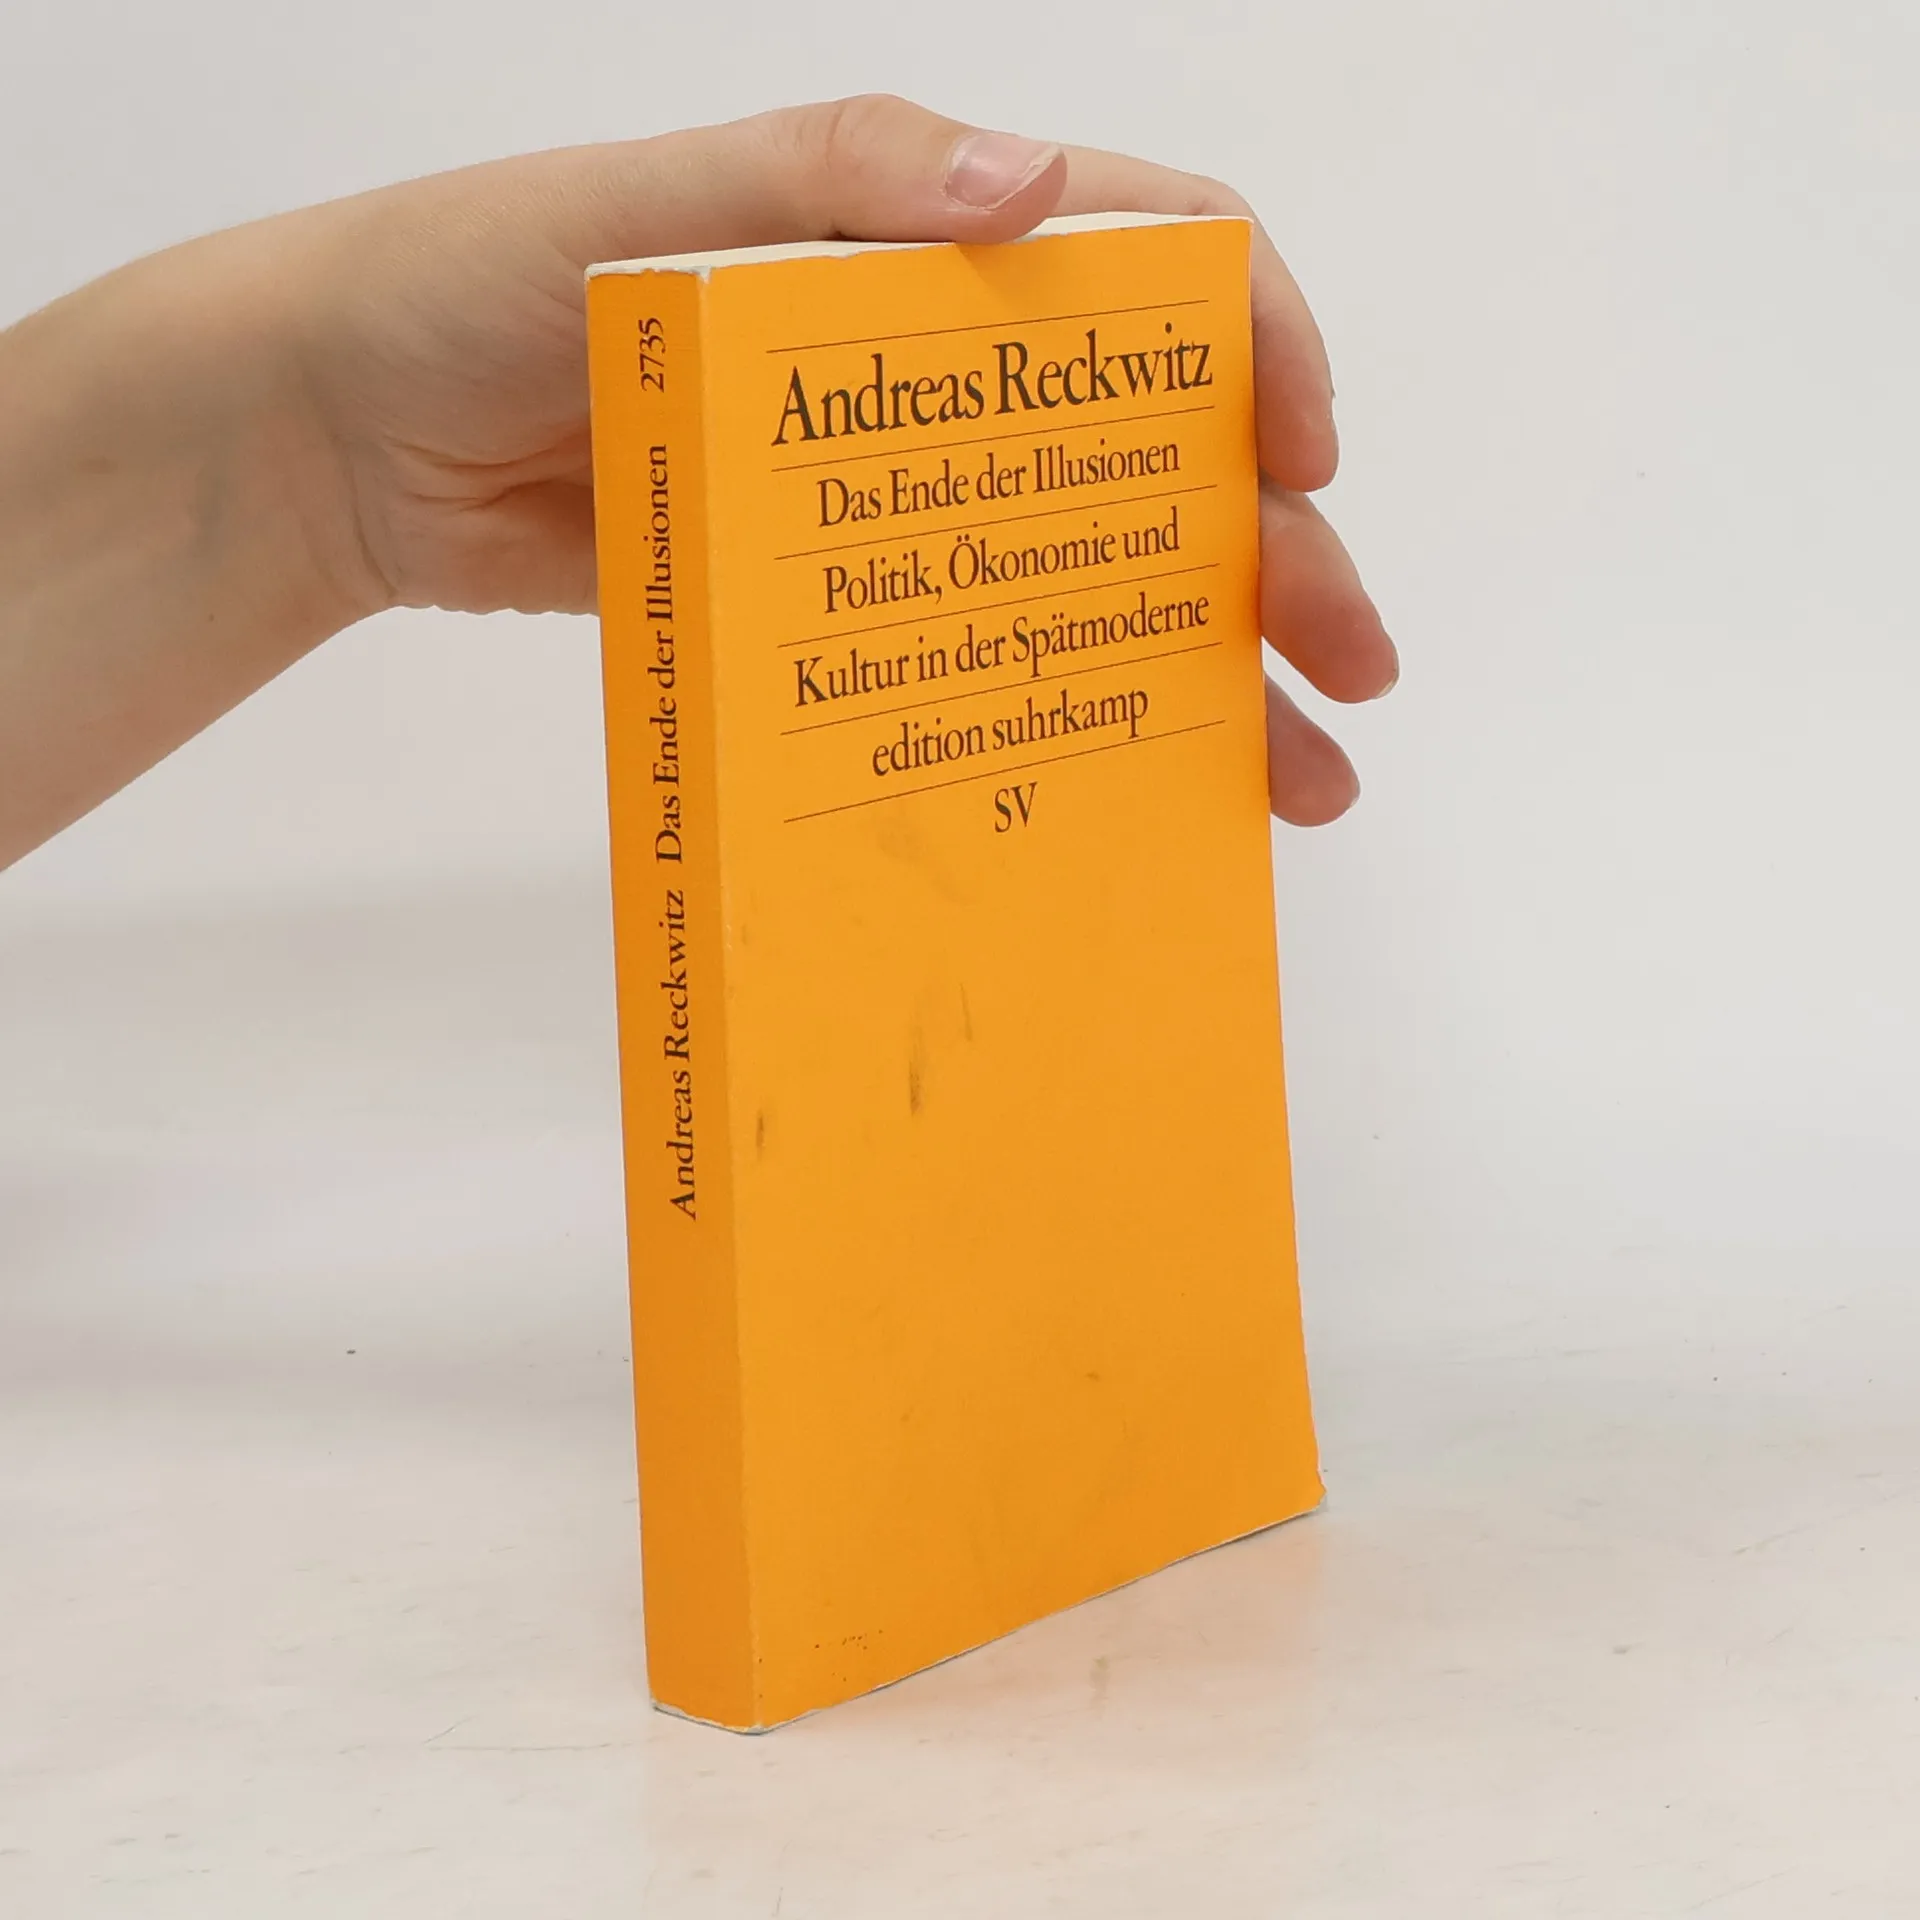 Andreas Reckwitz
Das Ende der Illusionen
Politik, Ökonomie und
Kultur in der Spätmoderne
edition suhrkamp
SV
Andreas Reckwitz Das Ende der Illusionen 2735